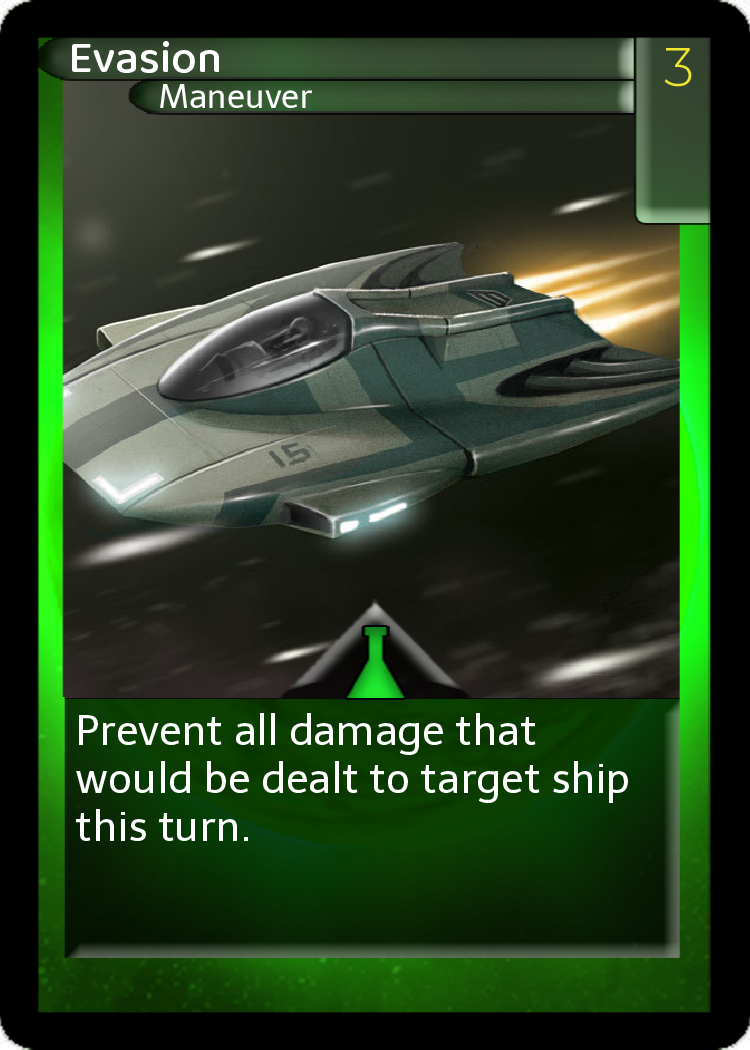 Evasion
3
Maneuver
15
Prevent all damage that
would be dealt to target ship
this turn.